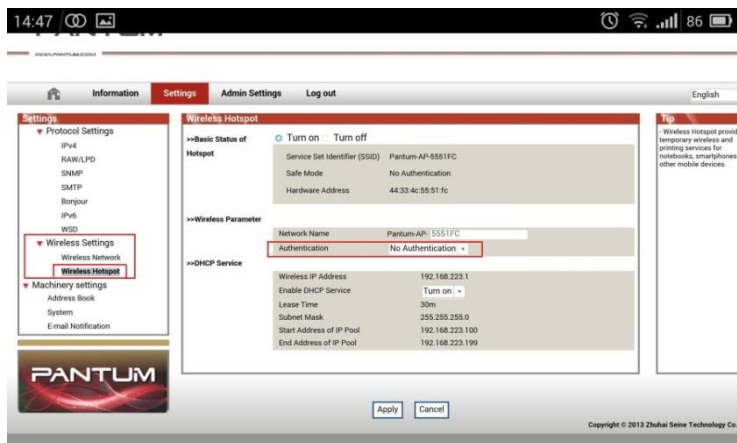 14:47 86
PANTUM
WWW.PANTUM.COM
Information Settings Admin Settings Log out English
Settings
Protocol Settings
IPv4
RAW/LPD
SNMP
SMTP
Bonjour
IPv6
WSD
Wireless Settings
Wireless Network
Wireless Hotspot
Machinery settings
Address Book
System
E-mail Notification
PANTUM
Wireless Hotspot
>>Basic Status of Hotspot
Turn on Turn off
Service Set Identifier (SSID) Pantum-AP-5551FC
Safe Mode No Authentication
Hardware Address 44:33:4c:55:51:fc
>>Wireless Parameter
Network Name Pantum-AP- 5551FC
Authentication No Authentication
>>DHCP Service
Wireless IP Address 192.168.223.1
Enable DHCP Service Turn on
Lease Time 30m
Subnet Mask 255.255.255.0
Start Address of IP Pool 192.168.223.100
End Address of IP Pool 192.168.223.199
Apply Cancel
Tip
- Wireless Hotspot provid
temporary wireless and
printing services for
notebooks, smartphones
other mobile devices.
Copyright © 2013 Zhuhai Seine Technology Co.